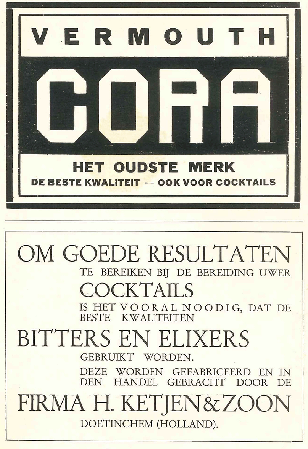 VERMOUTH
CORA
HET OUDSTE MERK
DE BESTE KWALITEIT -- OOK VOOR COCKTAILS
OM GOEDE RESULTATEN
TE BEREIKEN BIJ DE BEREIDING UWER
COCKTAILS
IS HET VOORAL NOODIG, DAT DE
BESTE KWALITEITEN
BITTERS EN ELIXERS
GEBRUIKT WORDEN.
DEZE WORDEN GEFABRICEERD EN IN
DEN HANDEL GEBRACHT DOOR DE
FIRMA H. KETJEN & ZOON
DOETINCHEM (HOLLAND).